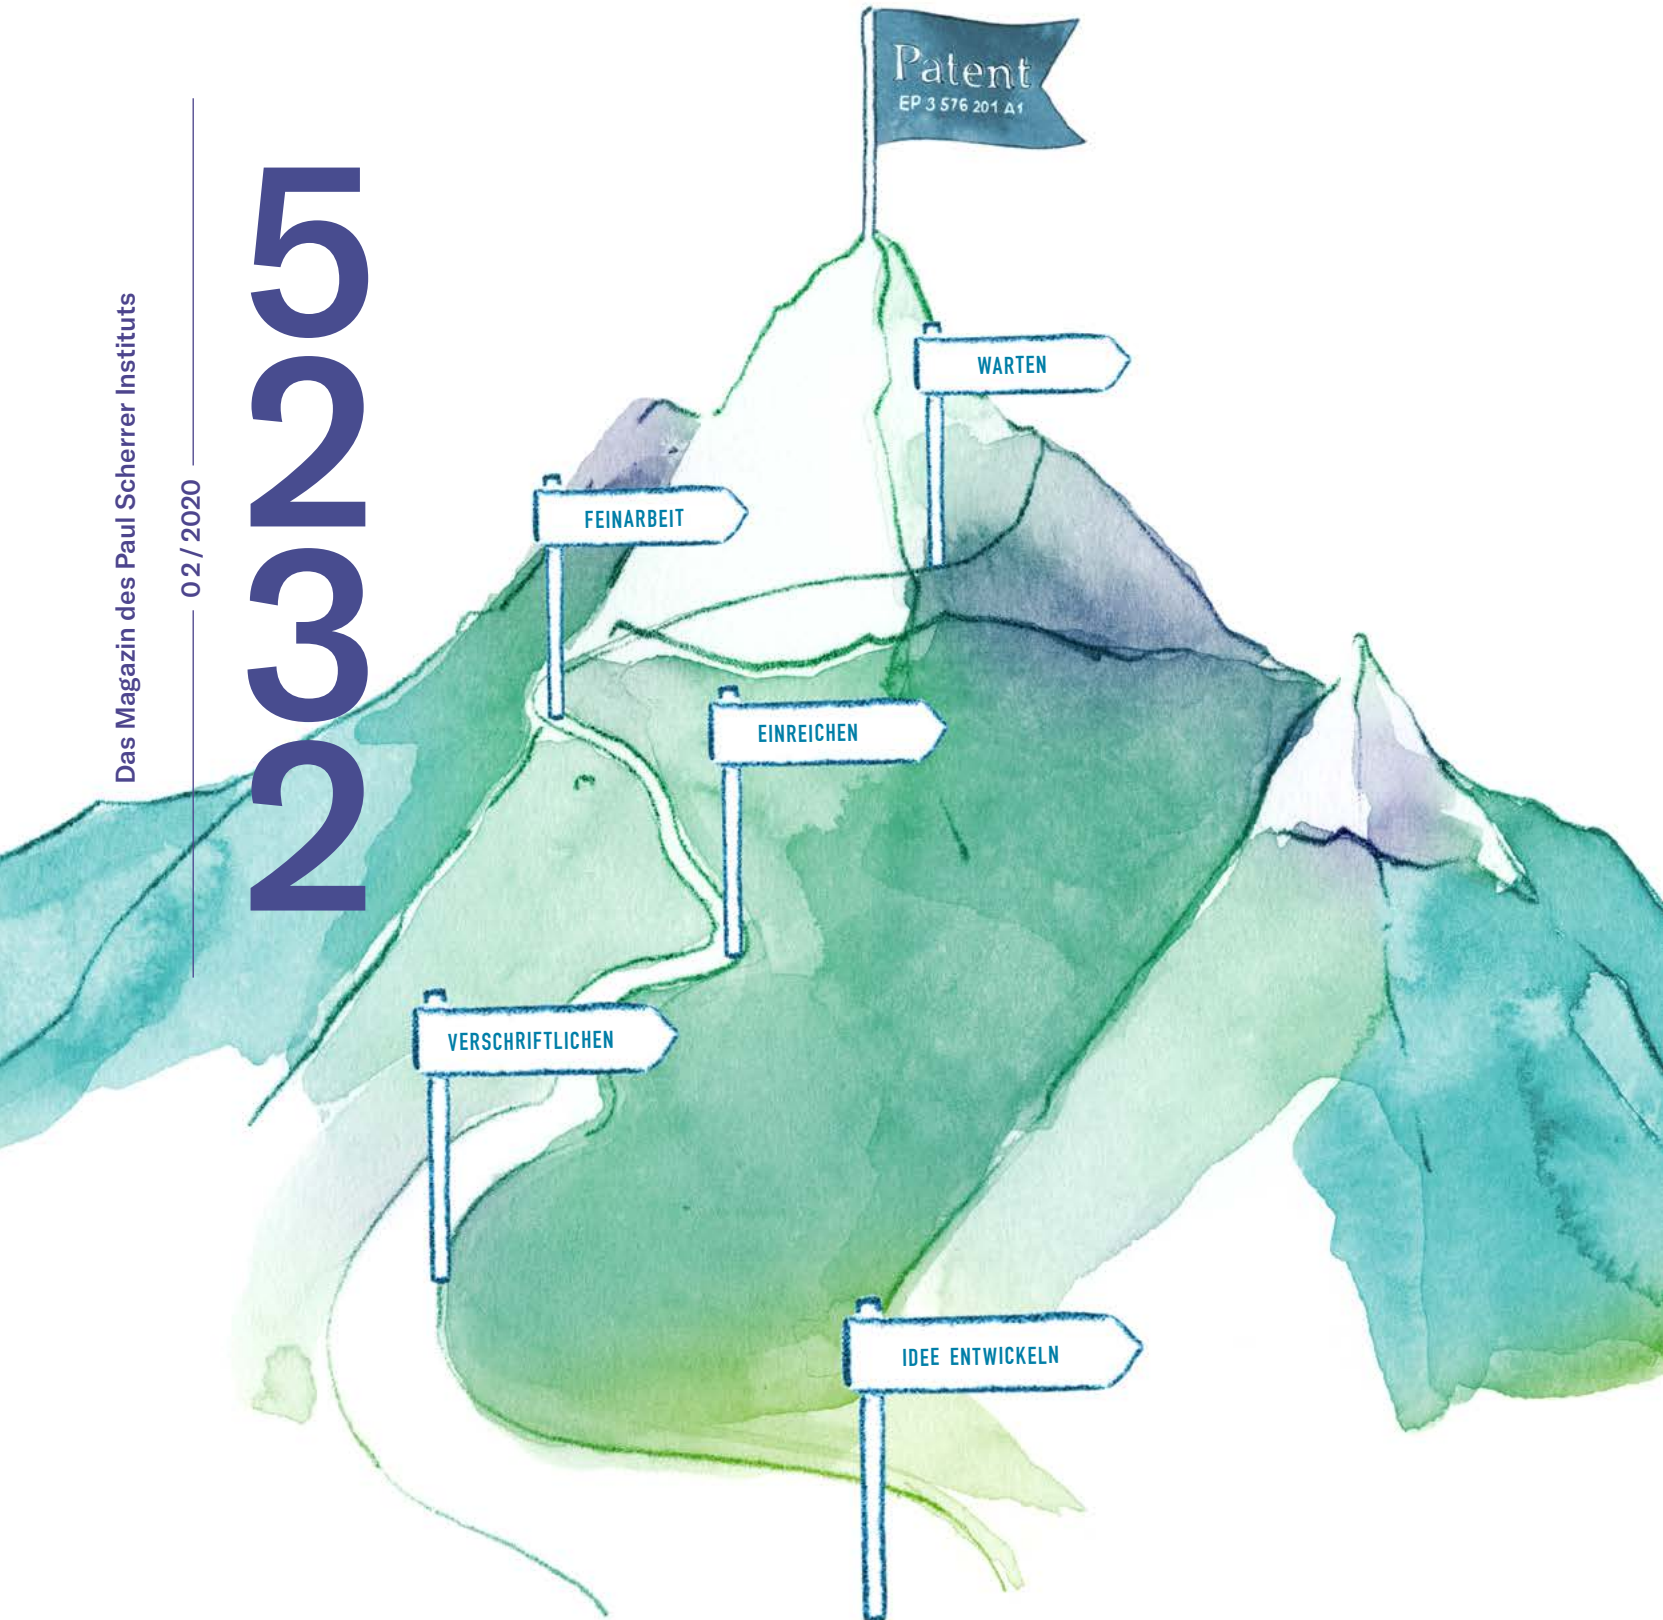 Patent
EP 3 576 201 A1
5232
Das Magazin des Paul Scherrer Instituts
02/2020
WARTEN
FEINARBEIT
EINREICHEN
VERSCHRIFTLICHEN
IDEE ENTWICKELN